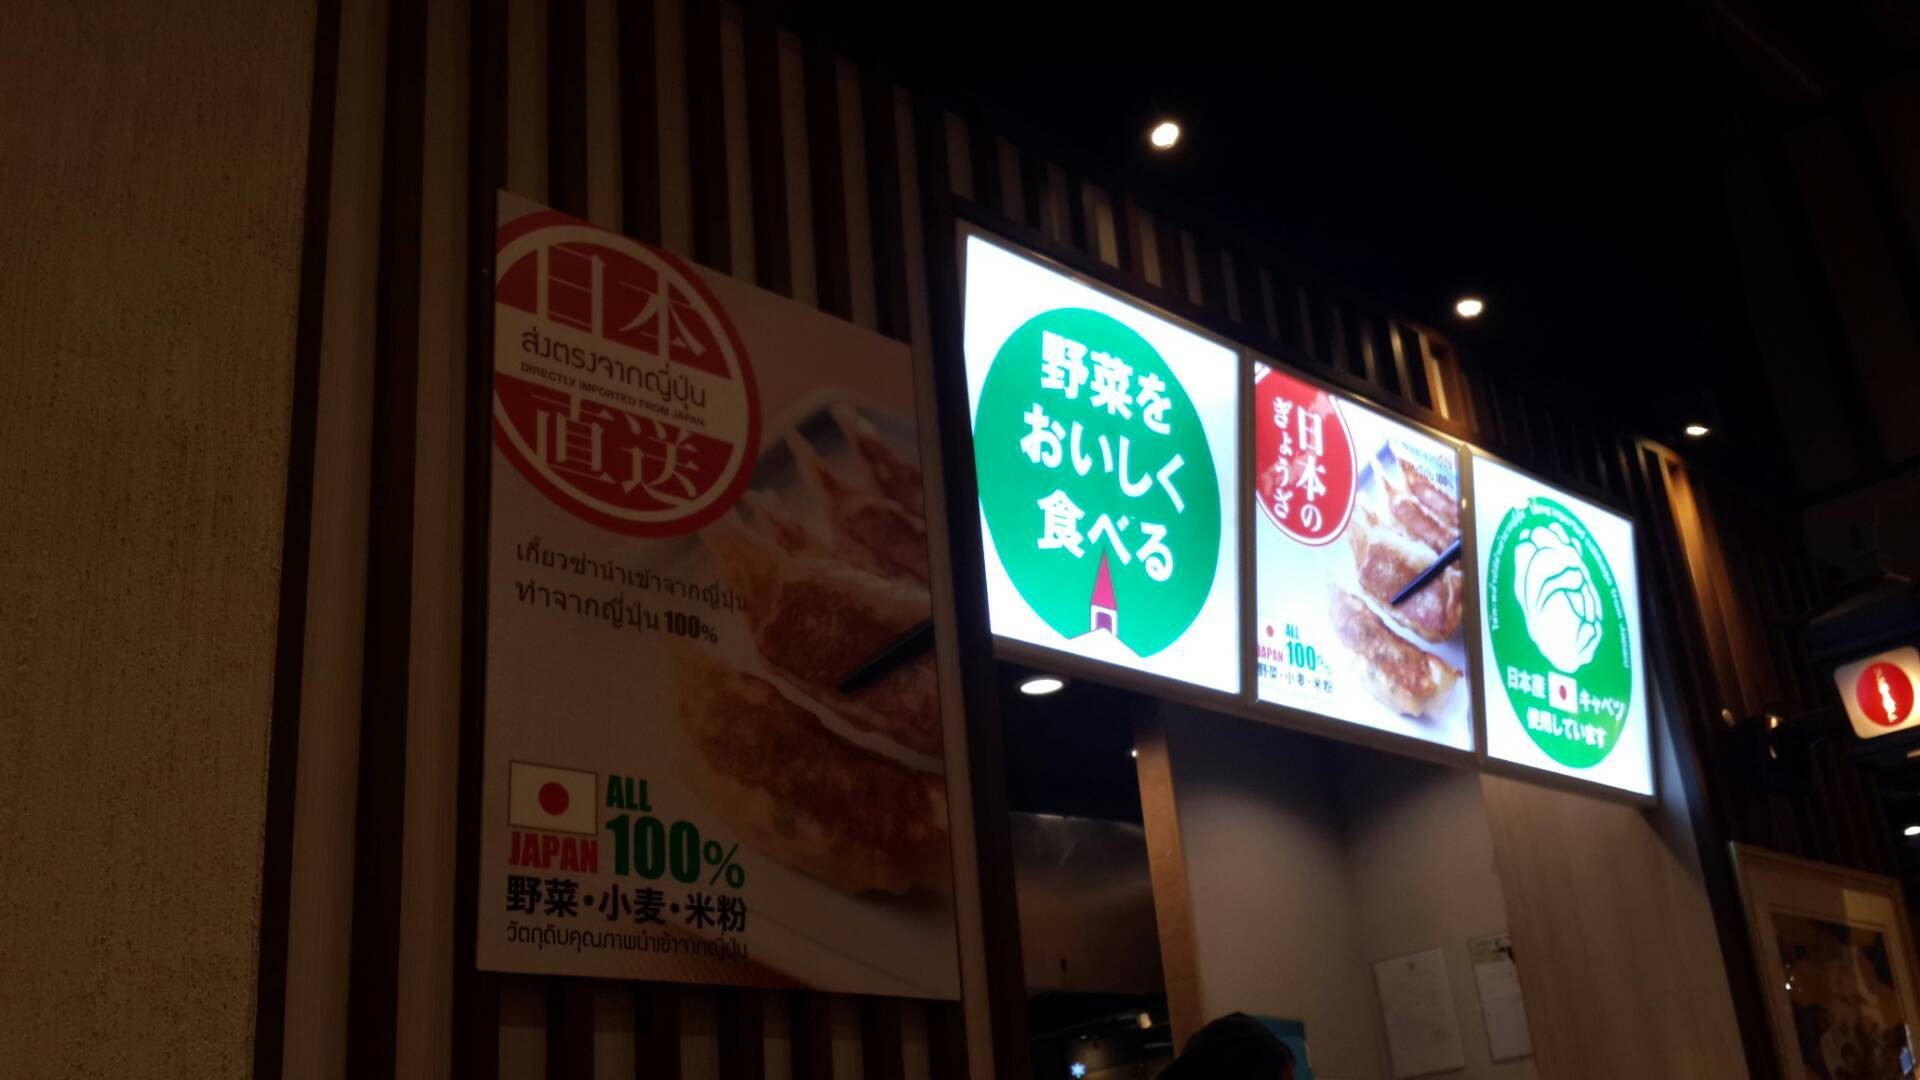 日本
ส่งตรงจากญี่ปุ่น
DIRECTLY IMPORTED FROM JAPAN
直送
เกี๊ยวซ่านำเข้าจากญี่ปุ่น
ทำจากญี่ปุ่น 100%
ALL
JAPAN 100%
野菜・小麦・米粉
วัตถุดิบคุณภาพนำเข้าจากญี่ปุ่น
野菜を
おいしく
食べる
日本の
ぎょうざ
ALL
JAPAN 100%
野菜・小麦・米粉
日本産 キャベツ
使用しています